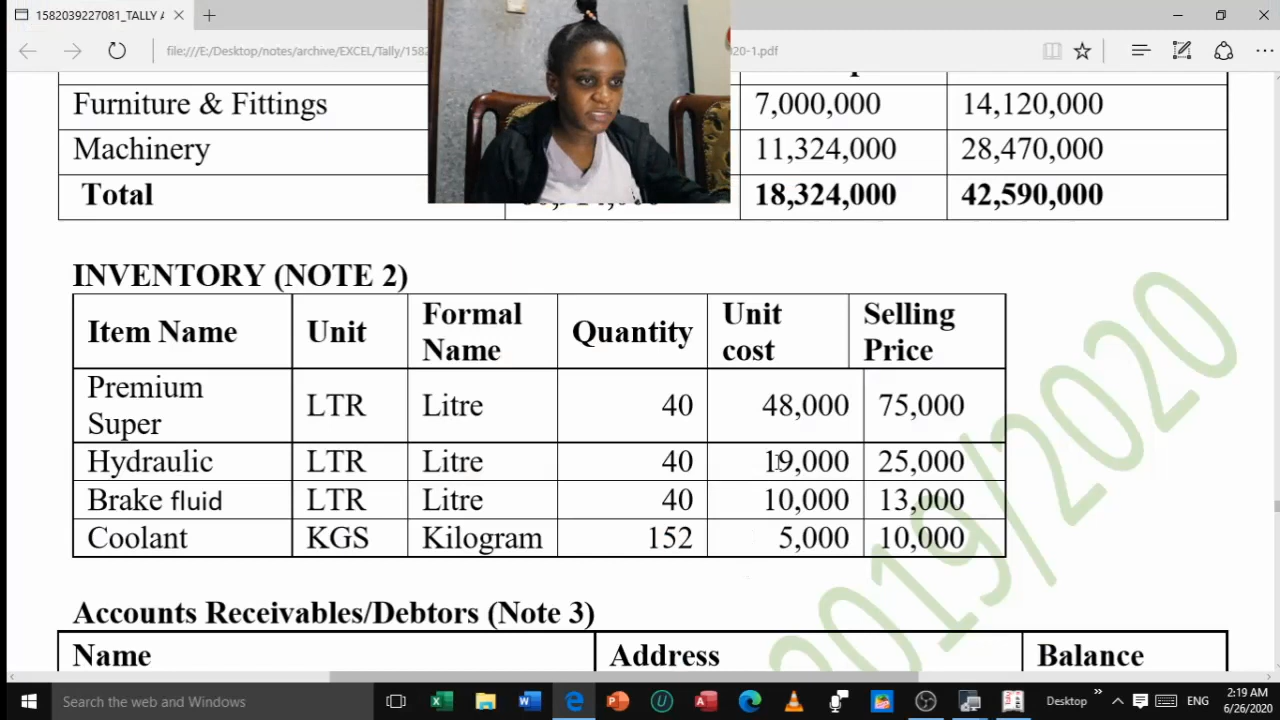 1582039227081_TALLY A
file:///E:/Desktop/notes/archive/EXCEL/Tally/1582
020-1.pdf
Furniture & Fittings 7,000,000 14,120,000
Machinery 11,324,000 28,470,000
Total 18,324,000 42,590,000
INVENTORY (NOTE 2)
Item Name Unit Formal Name Quantity Unit cost Selling Price
Premium Super LTR Litre 40 48,000 75,000
Hydraulic LTR Litre 40 19,000 25,000
Brake fluid LTR Litre 40 10,000 13,000
Coolant KGS Kilogram 152 5,000 10,000
2019/2020
Accounts Receivables/Debtors (Note 3)
Name Address Balance
Search the web and Windows
Desktop
ENG
2:19 AM
6/26/2020